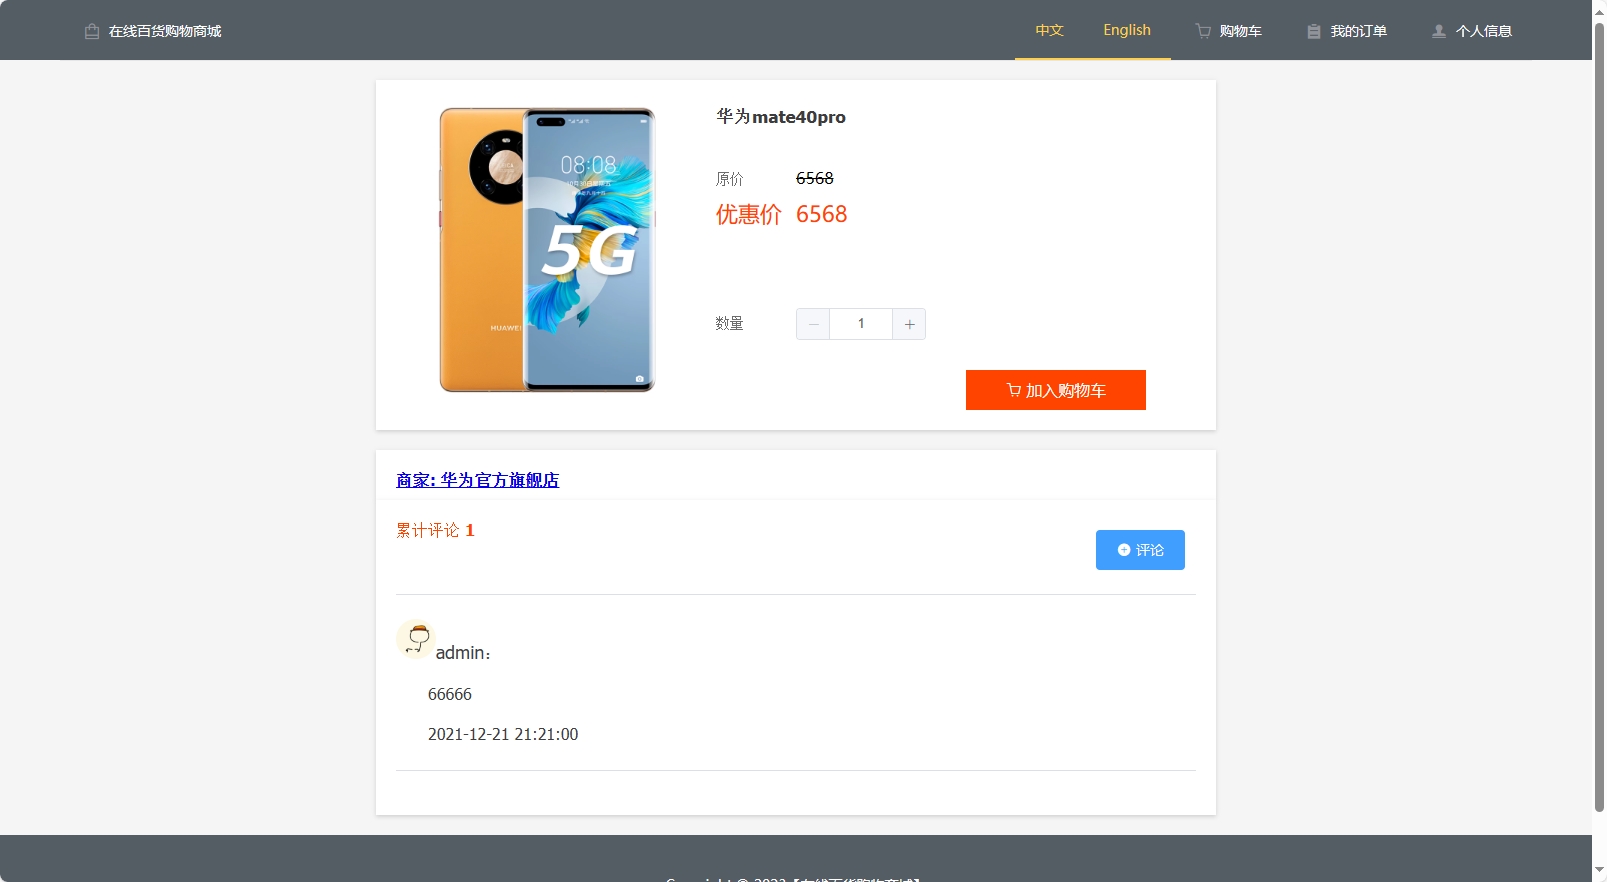 在线百货购物商城
中文 English 购物车 我的订单 个人信息
华为mate40pro
08:08
5G
HUAWEI
原价 6568
优惠价 6568
数量 1
加入购物车
商家: 华为官方旗舰店
累计评论 1
评论
admin:
66666
2021-12-21 21:21:00